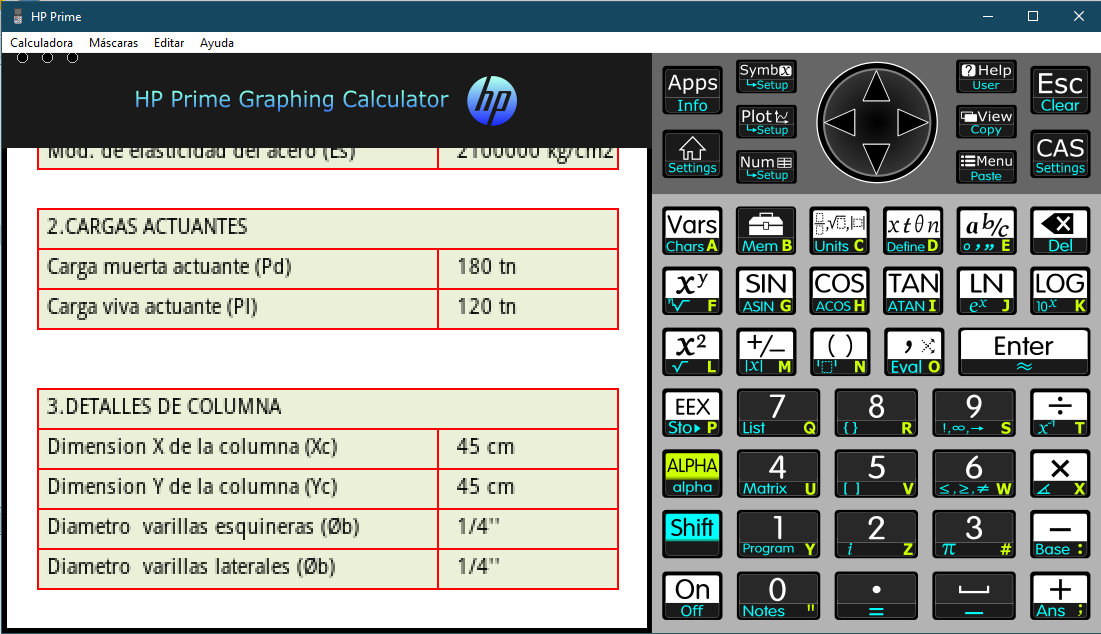 HP Prime
Calculadora Máscaras Editar Ayuda
HP Prime Graphing Calculator hp
Mod. de elasticidad del acero (Es) 2100000 kg/cm2
2.CARGAS ACTUANTES
Carga muerta actuante (Pd) 180 tn
Carga viva actuante (Pl) 120 tn
3.DETALLES DE COLUMNA
Dimension X de la columna (Xc) 45 cm
Dimension Y de la columna (Yc) 45 cm
Diametro varillas esquineras (Øb) 1/4''
Diametro varillas laterales (Øb) 1/4''
Apps
Info
Symb
↳Setup
Plot
↳Setup
Num
↳Setup
Settings
? Help
User
View
Copy
Menu
Paste
Esc
Clear
CAS
Settings
Vars
Chars A
Mem B
Units C
x t θ n
Define D
a b/c
° ' '' E
Del
xʸ
ⁿ√ F
SIN
ASIN G
COS
ACOS H
TAN
ATAN I
LN
eˣ J
LOG
10ˣ K
x²
√ L
+/−
|x| M
( )
N
,
Eval O
Enter
≈
EEX
Sto▸ P
7
List Q
8
{ } R
9
!,∞,→ S
÷
x⁻¹ T
ALPHA
alpha
4
Matrix U
5
[ ] V
6
≤,≥,≠ W
×
∡ X
Shift
1
Program Y
2
i Z
3
π #
−
Base :
On
Off
0
Notes "
.
=
_
+
Ans ;